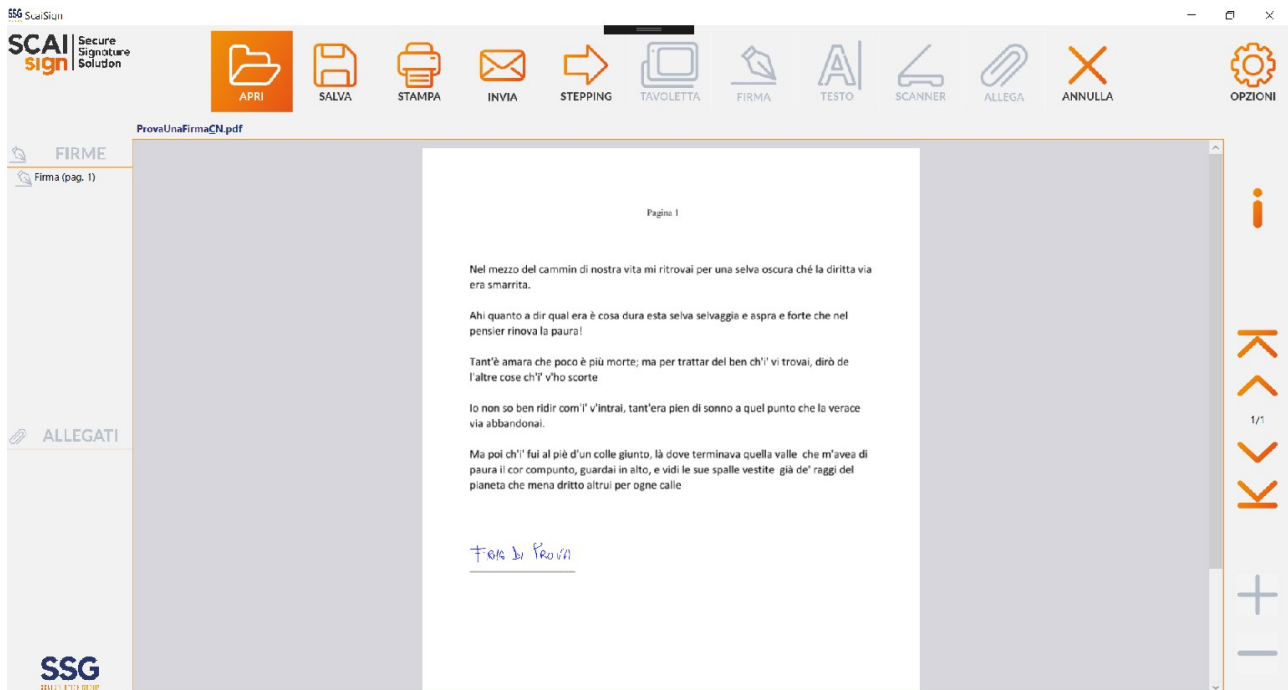 SSG ScaiSign
SCAI sign
Secure
Signature
Solution
APRI
SALVA
STAMPA
INVIA
STEPPING
TAVOLETTA
FIRMA
TESTO
SCANNER
ALLEGA
ANNULLA
OPZIONI
ProvaUnaFirmaCN.pdf
FIRME
Firma (pag. 1)
ALLEGATI
Pagina 1
Nel mezzo del cammin di nostra vita mi ritrovai per una selva oscura ché la diritta via
era smarrita.
Ahi quanto a dir qual era è cosa dura esta selva selvaggia e aspra e forte che nel
pensier rinova la paura!
Tant'è amara che poco è più morte; ma per trattar del ben ch'i' vi trovai, dirò de
l'altre cose ch'i' v'ho scorte
Io non so ben ridir com'i' v'intrai, tant'era pien di sonno a quel punto che la verace
via abbandonai.
Ma poi ch'i' fui al piè d'un colle giunto, là dove terminava quella valle che m'avea di
paura il cor compunto, guardai in alto, e vidi le sue spalle vestite già de' raggi del
pianeta che mena dritto altrui per ogne calle
1/1
SSG